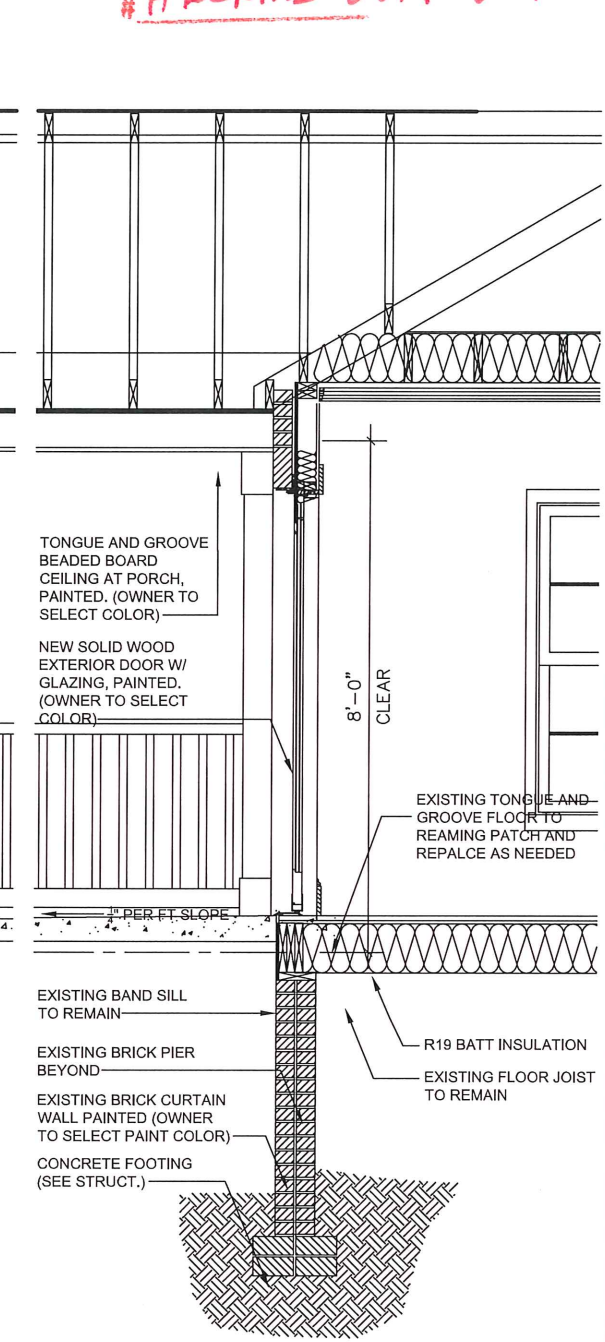 TONGUE AND GROOVE
BEADED BOARD
CEILING AT PORCH,
PAINTED. (OWNER TO
SELECT COLOR)
NEW SOLID WOOD
EXTERIOR DOOR W/
GLAZING, PAINTED.
(OWNER TO SELECT
COLOR)
8'-0"
CLEAR
EXISTING TONGUE AND
GROOVE FLOOR TO
REAMING PATCH AND
REPALCE AS NEEDED
PER FT SLOPE
EXISTING BAND SILL
TO REMAIN
EXISTING BRICK PIER
BEYOND
EXISTING BRICK CURTAIN
WALL PAINTED (OWNER
TO SELECT PAINT COLOR)
CONCRETE FOOTING
(SEE STRUCT.)
R19 BATT INSULATION
EXISTING FLOOR JOIST
TO REMAIN